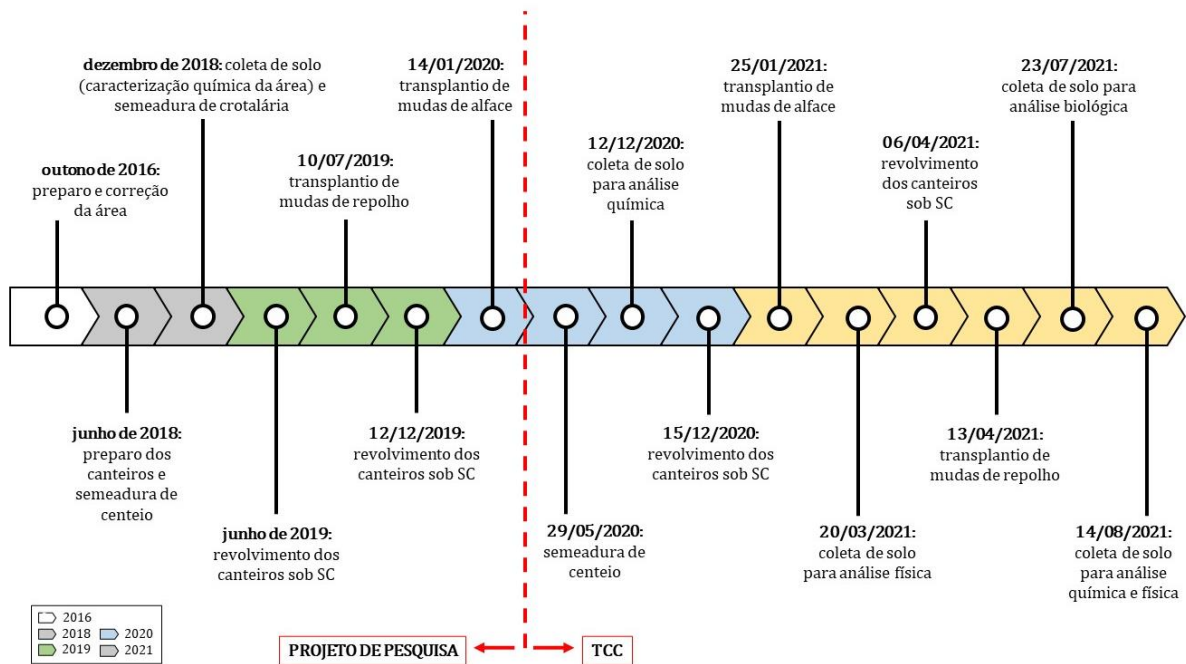 dezembro de 2018: coleta de solo
(caracterização química da área) e
semeadura de crotalária
14/01/2020:
transplantio de
mudas de alface
25/01/2021:
transplantio de
mudas de alface
23/07/2021:
coleta de solo para
análise biológica
outono de 2016:
preparo e correção
da área
10/07/2019:
transplantio de
mudas de repolho
12/12/2020:
coleta de solo
para análise
química
06/04/2021:
revolvimento
dos canteiros
sob SC
junho de 2018:
preparo dos
canteiros e
semeadura de
centeio
12/12/2019:
revolvimento dos
canteiros sob SC
15/12/2020:
revolvimento dos
canteiros sob SC
13/04/2021:
transplantio de
mudas de repolho
junho de 2019:
revolvimento dos
canteiros sob SC
29/05/2020:
semeadura de
centeio
20/03/2021:
coleta de solo
para análise física
14/08/2021:
coleta de solo
para análise
química e física
2016
2018
2020
2019
2021
PROJETO DE PESQUISA
TCC